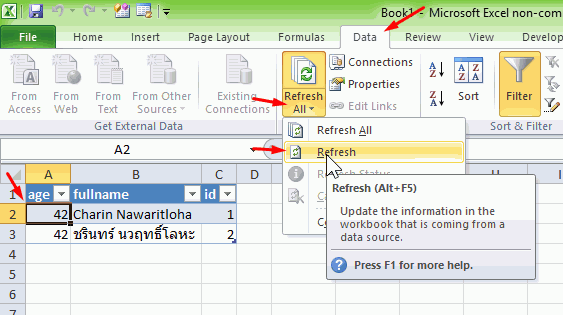 Book1 - Microsoft Excel non-com
File Home Insert Page Layout Formulas Data Review View Develop
From Access
From Web
From Text
From Other Sources
Existing Connections
Get External Data
Refresh All
Connections
Properties
Edit Links
Sort
Filter
Sort & Filter
Refresh All
Refresh
Refresh Status
A2
A B C D
1 age fullname id
2 42 Charin Nawaritloha 1
3 42 ชรินทร์ นวฤทธิ์โลหะ 2
4
5
6
7
8
Refresh (Alt+F5)
Update the information in the
workbook that is coming from a
data source.
Press F1 for more help.